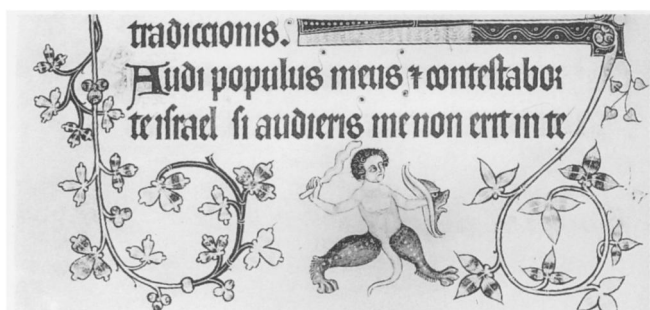 tradiccionis.
Audi populus meus ⁊ contestabor
te israel si audieris me non erit in te